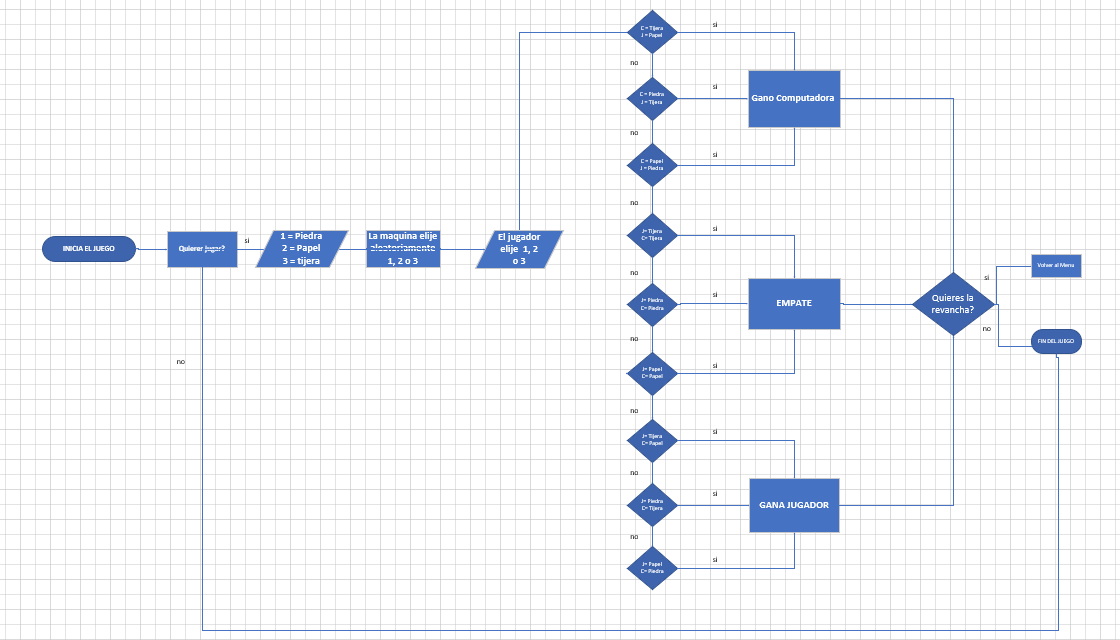 INICIA EL JUEGO
Quierer jugar?
si
no
1 = Piedra
2 = Papel
3 = tijera
La maquina elije
aleatoriamente
1, 2 o 3
El jugador
elije 1, 2
o 3
C = Tijera
J = Papel
si
no
C = Piedra
J = Tijera
si
no
C = Papel
J = Piedra
si
no
Gano Computadora
J= Tijera
C= Tijera
si
no
J= Piedra
C= Piedra
si
no
J= Papel
C= Papel
si
no
EMPATE
J= Tijera
C= Papel
si
no
J= Piedra
C= Tijera
si
no
J= Papel
C= Piedra
si
GANA JUGADOR
Quieres la
revancha?
si
no
Volver al Menu
FIN DEL JUEGO